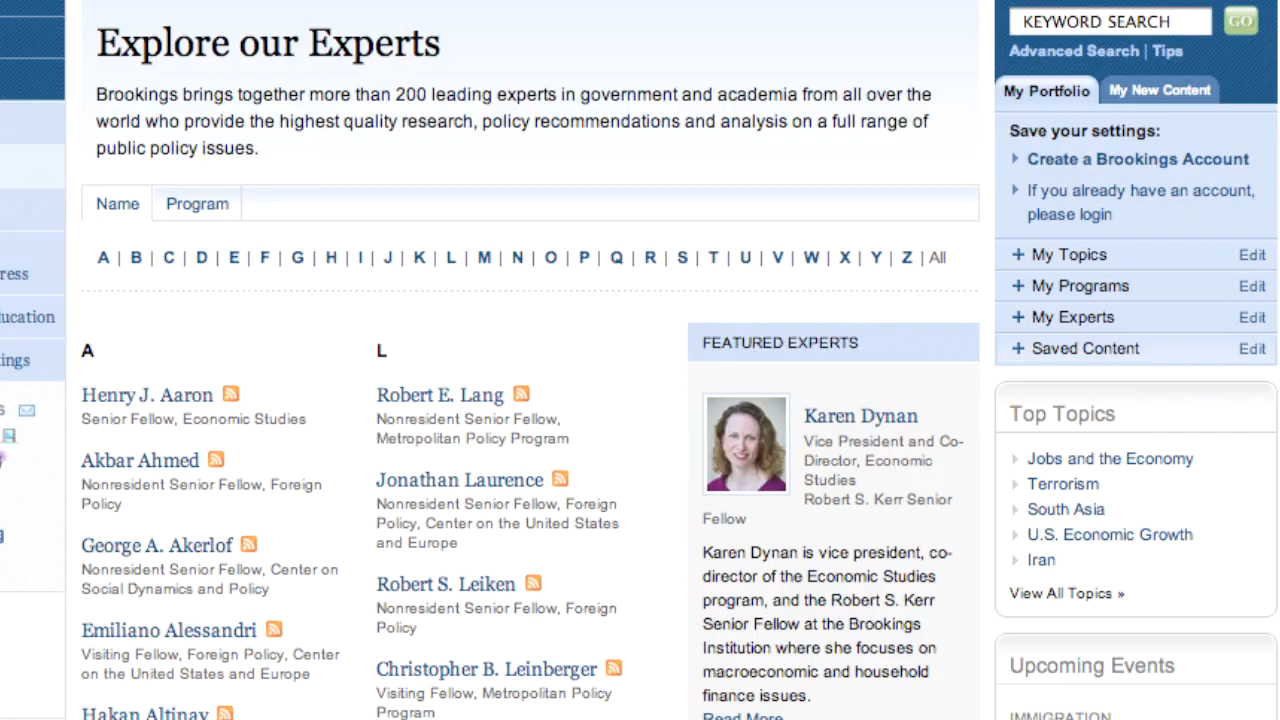 Explore our Experts
Brookings brings together more than 200 leading experts in government and academia from all over the
world who provide the highest quality research, policy recommendations and analysis on a full range of
public policy issues.
Name
Program
A | B | C | D | E | F | G | H | I | J | K | L | M | N | O | P | Q | R | S | T | U | V | W | X | Y | Z | All
A
Henry J. Aaron
Senior Fellow, Economic Studies
Akbar Ahmed
Nonresident Senior Fellow, Foreign
Policy
George A. Akerlof
Nonresident Senior Fellow, Center on
Social Dynamics and Policy
Emiliano Alessandri
Visiting Fellow, Foreign Policy, Center
on the United States and Europe
Hakan Altinay
L
Robert E. Lang
Nonresident Senior Fellow,
Metropolitan Policy Program
Jonathan Laurence
Nonresident Senior Fellow, Foreign
Policy, Center on the United States
and Europe
Robert S. Leiken
Nonresident Senior Fellow, Foreign
Policy
Christopher B. Leinberger
Visiting Fellow, Metropolitan Policy
Program
FEATURED EXPERTS
Karen Dynan
Vice President and Co-
Director, Economic
Studies
Robert S. Kerr Senior
Fellow
Karen Dynan is vice president, co-
director of the Economic Studies
program, and the Robert S. Kerr
Senior Fellow at the Brookings
Institution where she focuses on
macroeconomic and household
finance issues.
Read More
KEYWORD SEARCH
GO
Advanced Search | Tips
My Portfolio
My New Content
Save your settings:
Create a Brookings Account
If you already have an account,
please login
+ My Topics Edit
+ My Programs Edit
+ My Experts Edit
+ Saved Content Edit
Top Topics
Jobs and the Economy
Terrorism
South Asia
U.S. Economic Growth
Iran
View All Topics »
Upcoming Events
IMMIGRATION
ress
ucation
ings